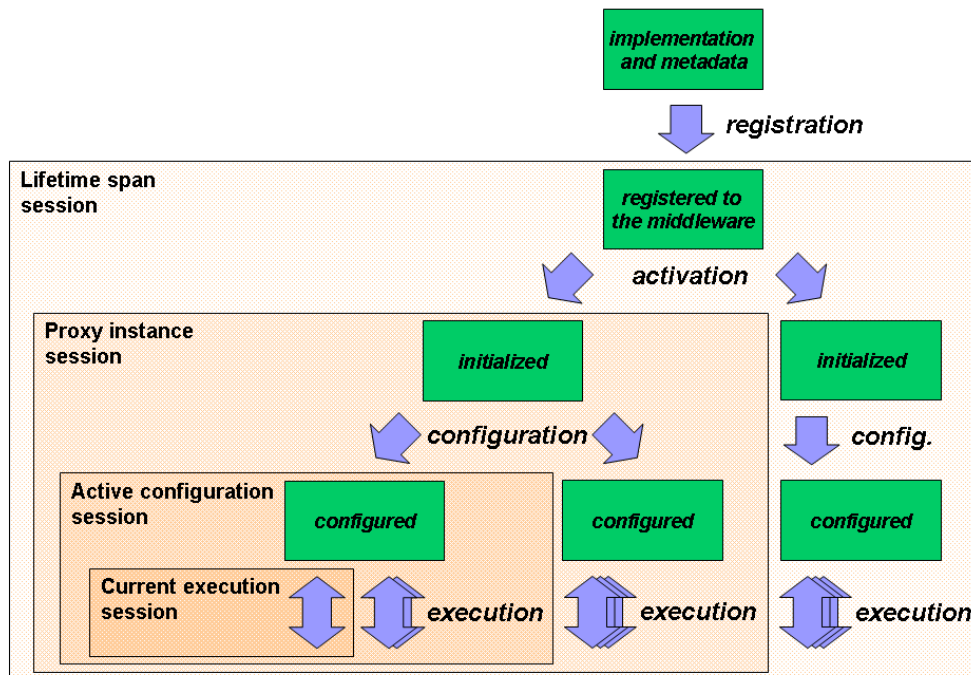 implementation
and metadata
registration
Lifetime span
session
registered to
the middleware
activation
Proxy instance
session
initialized
initialized
configuration
config.
Active configuration
session
configured
configured
configured
Current execution
session
execution
execution
execution